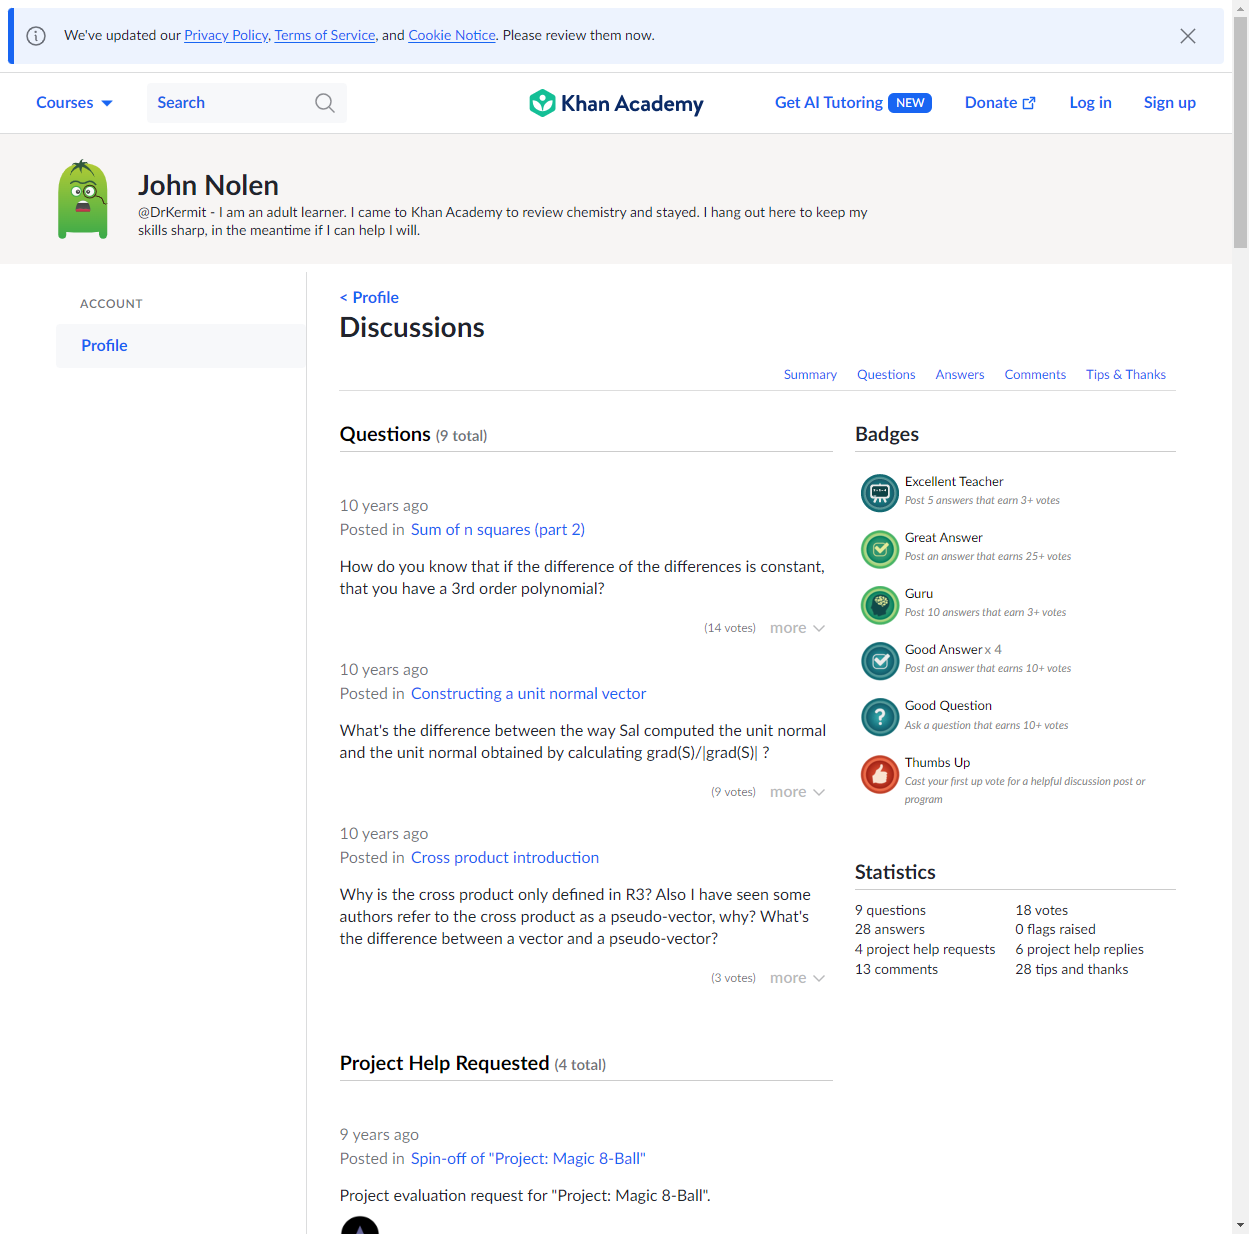 We've updated our Privacy Policy, Terms of Service, and Cookie Notice. Please review them now.
Courses
Search
Khan Academy
Get AI Tutoring NEW
Donate
Log in
Sign up
John Nolen
@DrKermit - I am an adult learner. I came to Khan Academy to review chemistry and stayed. I hang out here to keep my
skills sharp, in the meantime if I can help I will.
ACCOUNT
Profile
< Profile
Discussions
Summary
Questions
Answers
Comments
Tips & Thanks
Questions (9 total)
10 years ago
Posted in Sum of n squares (part 2)
How do you know that if the difference of the differences is constant,
that you have a 3rd order polynomial?
(14 votes) more
10 years ago
Posted in Constructing a unit normal vector
What's the difference between the way Sal computed the unit normal
and the unit normal obtained by calculating grad(S)/|grad(S)| ?
(9 votes) more
10 years ago
Posted in Cross product introduction
Why is the cross product only defined in R3? Also I have seen some
authors refer to the cross product as a pseudo-vector, why? What's
the difference between a vector and a pseudo-vector?
(3 votes) more
Project Help Requested (4 total)
9 years ago
Posted in Spin-off of "Project: Magic 8-Ball"
Project evaluation request for "Project: Magic 8-Ball".
Badges
Excellent Teacher
Post 5 answers that earn 3+ votes
Great Answer
Post an answer that earns 25+ votes
Guru
Post 10 answers that earn 3+ votes
Good Answer x 4
Post an answer that earns 10+ votes
Good Question
Ask a question that earns 10+ votes
Thumbs Up
Cast your first up vote for a helpful discussion post or
program
Statistics
9 questions
18 votes
28 answers
0 flags raised
4 project help requests
6 project help replies
13 comments
28 tips and thanks